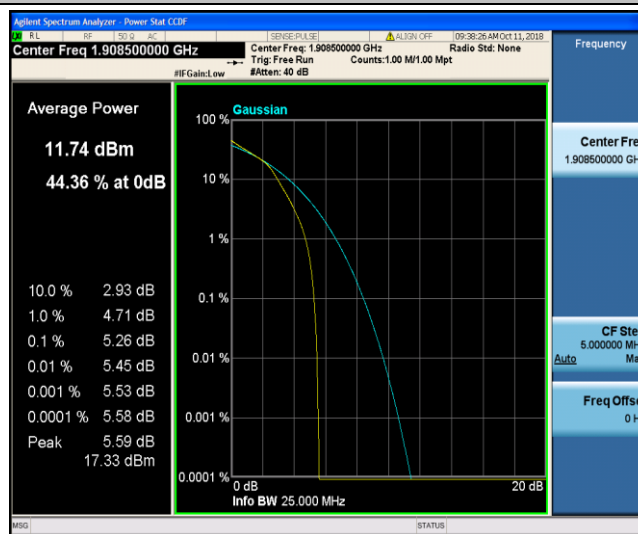 Agilent Spectrum Analyzer - Power Stat CCDF
RL RF 50 Ω AC SENSE:PULSE ALIGN OFF 09:38:26 AM Oct 11, 2018
Center Freq 1.908500000 GHz
Center Freq: 1.908500000 GHz Radio Std: None
Trig: Free Run Counts:1.00 M/1.00 Mpt
#IFGain:Low #Atten: 40 dB
Frequency
Average Power
11.74 dBm
44.36 % at 0dB
10.0 % 2.93 dB
1.0 % 4.71 dB
0.1 % 5.26 dB
0.01 % 5.45 dB
0.001 % 5.53 dB
0.0001 % 5.58 dB
Peak 5.59 dB
17.33 dBm
Gaussian
100 %
10 %
1 %
0.1 %
0.01 %
0.001 %
0.0001 %
0 dB 20 dB
Info BW 25.000 MHz
Center Fre
1.908500000 GH
CF Ste
5.000000 MH
Auto Ma
Freq Offse
0 H
MSG STATUS